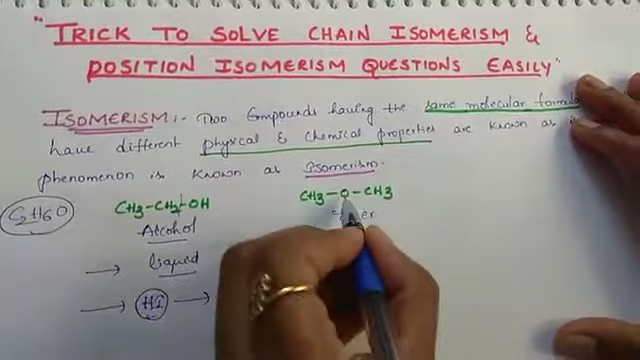 "TRICK TO SOLVE CHAIN ISOMERISM &
POSITION ISOMERISM QUESTIONS EASILY"
ISOMERISM:- Two Compounds having the same molecular formula
have different physical & chemical properties are known as
phenomenon is known as Isomerism.
C2H6O
CH3-CH2-OH CH3-O-CH3
Alcohol
→ liquid
→ HI →